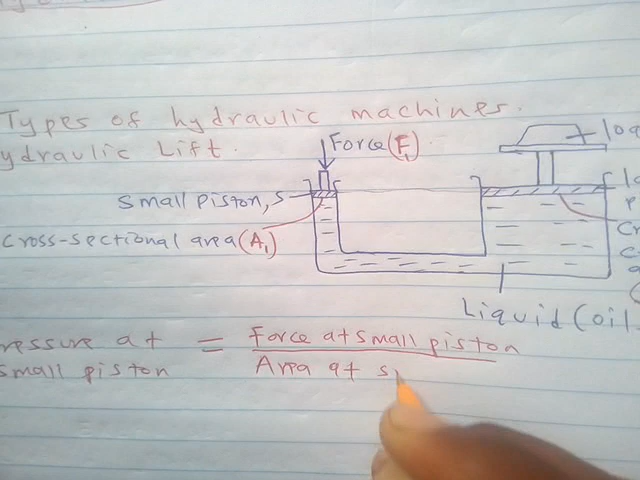 Types of hydraulic machines.
ydraulic Lift.
Force (F1)
loa
small piston, S
la
p
Cross-sectional area (A1)
Cr
c
a
(
Liquid (oil
ressure at = Force at small piston
small piston Area at s